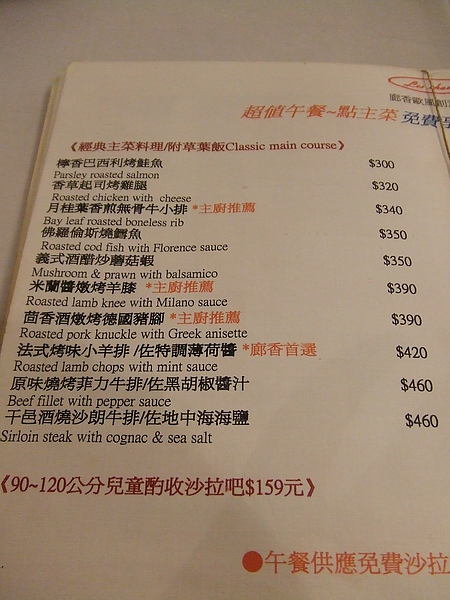 廊香歐風創
超值午餐~點主菜 免費享
《經典主菜料理/附草葉飯Classic main course》
檸香巴西利烤鮭魚 $300
Parsley roasted salmon
香草起司烤雞腿 $320
Roasted chicken with cheese
月桂葉香煎無骨牛小排 *主廚推薦 $340
Bay leaf roasted boneless rib
佛羅倫斯燒鱈魚 $350
Roasted cod fish with Florence sauce
義式酒醋炒蘑菇蝦 $350
Mushroom & prawn with balsamico
米蘭醬燉烤羊膝 *主廚推薦 $390
Roasted lamb knee with Milano sauce
茴香酒燉烤德國豬腳 *主廚推薦 $390
Roasted pork knuckle with Greek anisette
法式烤味小羊排 /佐特調薄荷醬 *廊香首選 $420
Roasted lamb chops with mint sauce
原味燒烤菲力牛排/佐黑胡椒醬汁 $460
Beef fillet with pepper sauce
干邑酒燒沙朗牛排/佐地中海海鹽 $460
Sirloin steak with cognac & sea salt
《90~120公分兒童酌收沙拉吧$159元》
●午餐供應免費沙拉